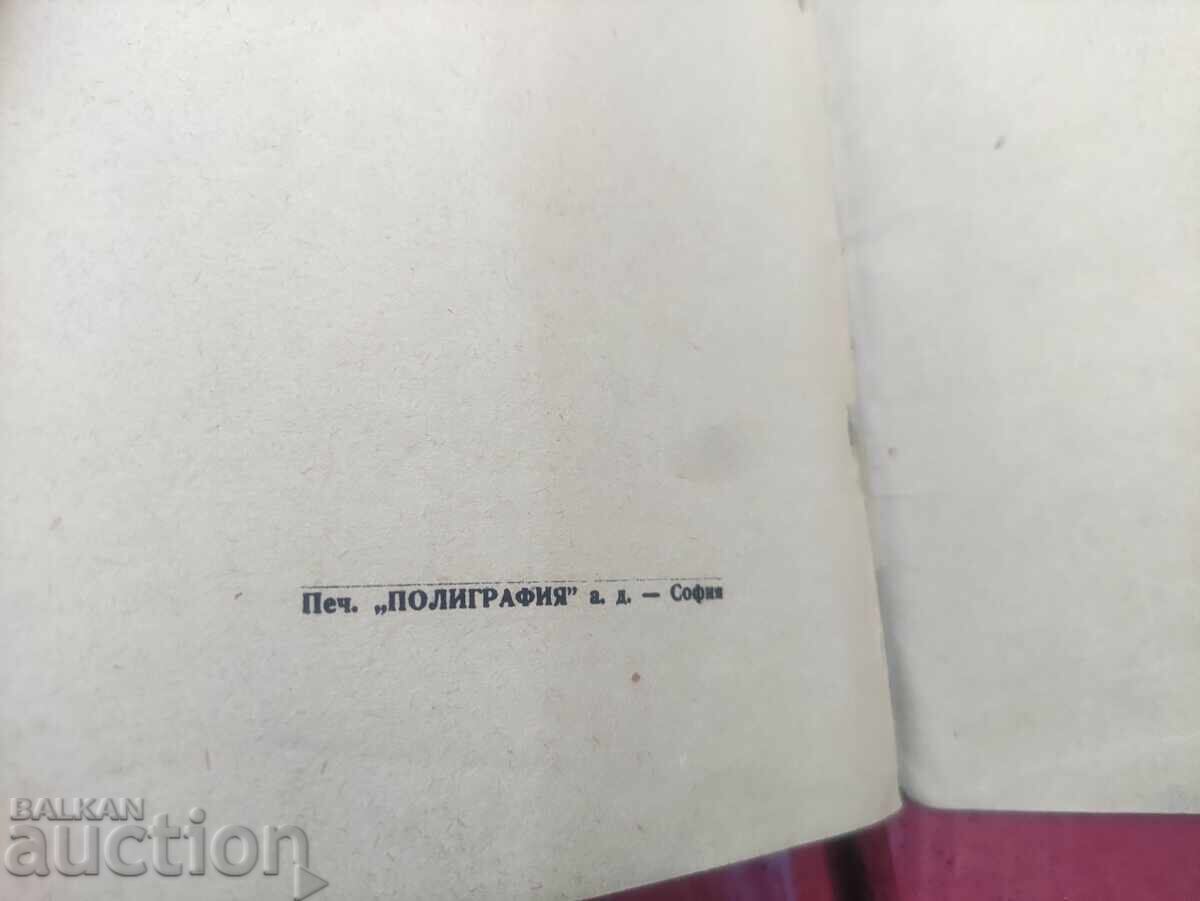 Печ. „ПОЛИГРАФИЯ” а. д. — София
BALKAN
auction